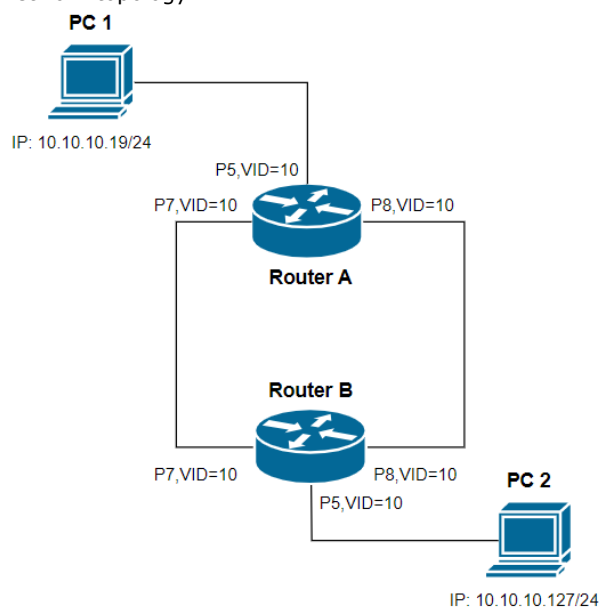 PC 1
IP: 10.10.10.19/24
P5,VID=10
P7,VID=10
P8,VID=10
Router A
Router B
P7,VID=10
P8,VID=10
P5,VID=10
PC 2
IP: 10.10.10.127/24